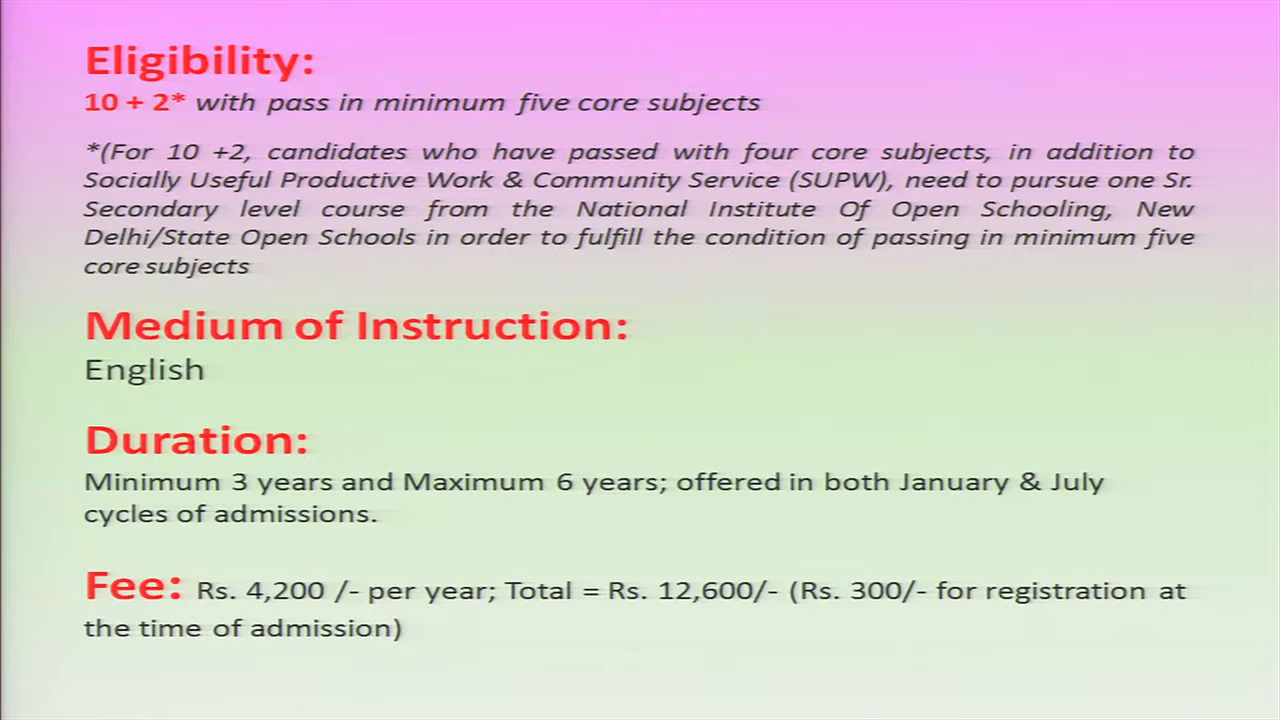 Eligibility:
10 + 2* with pass in minimum five core subjects
*(For 10 +2, candidates who have passed with four core subjects, in addition to
Socially Useful Productive Work & Community Service (SUPW), need to pursue one Sr.
Secondary level course from the National Institute Of Open Schooling, New
Delhi/State Open Schools in order to fulfill the condition of passing in minimum five
core subjects
Medium of Instruction:
English
Duration:
Minimum 3 years and Maximum 6 years; offered in both January & July
cycles of admissions.
Fee: Rs. 4,200 /- per year; Total = Rs. 12,600/- (Rs. 300/- for registration at
the time of admission)